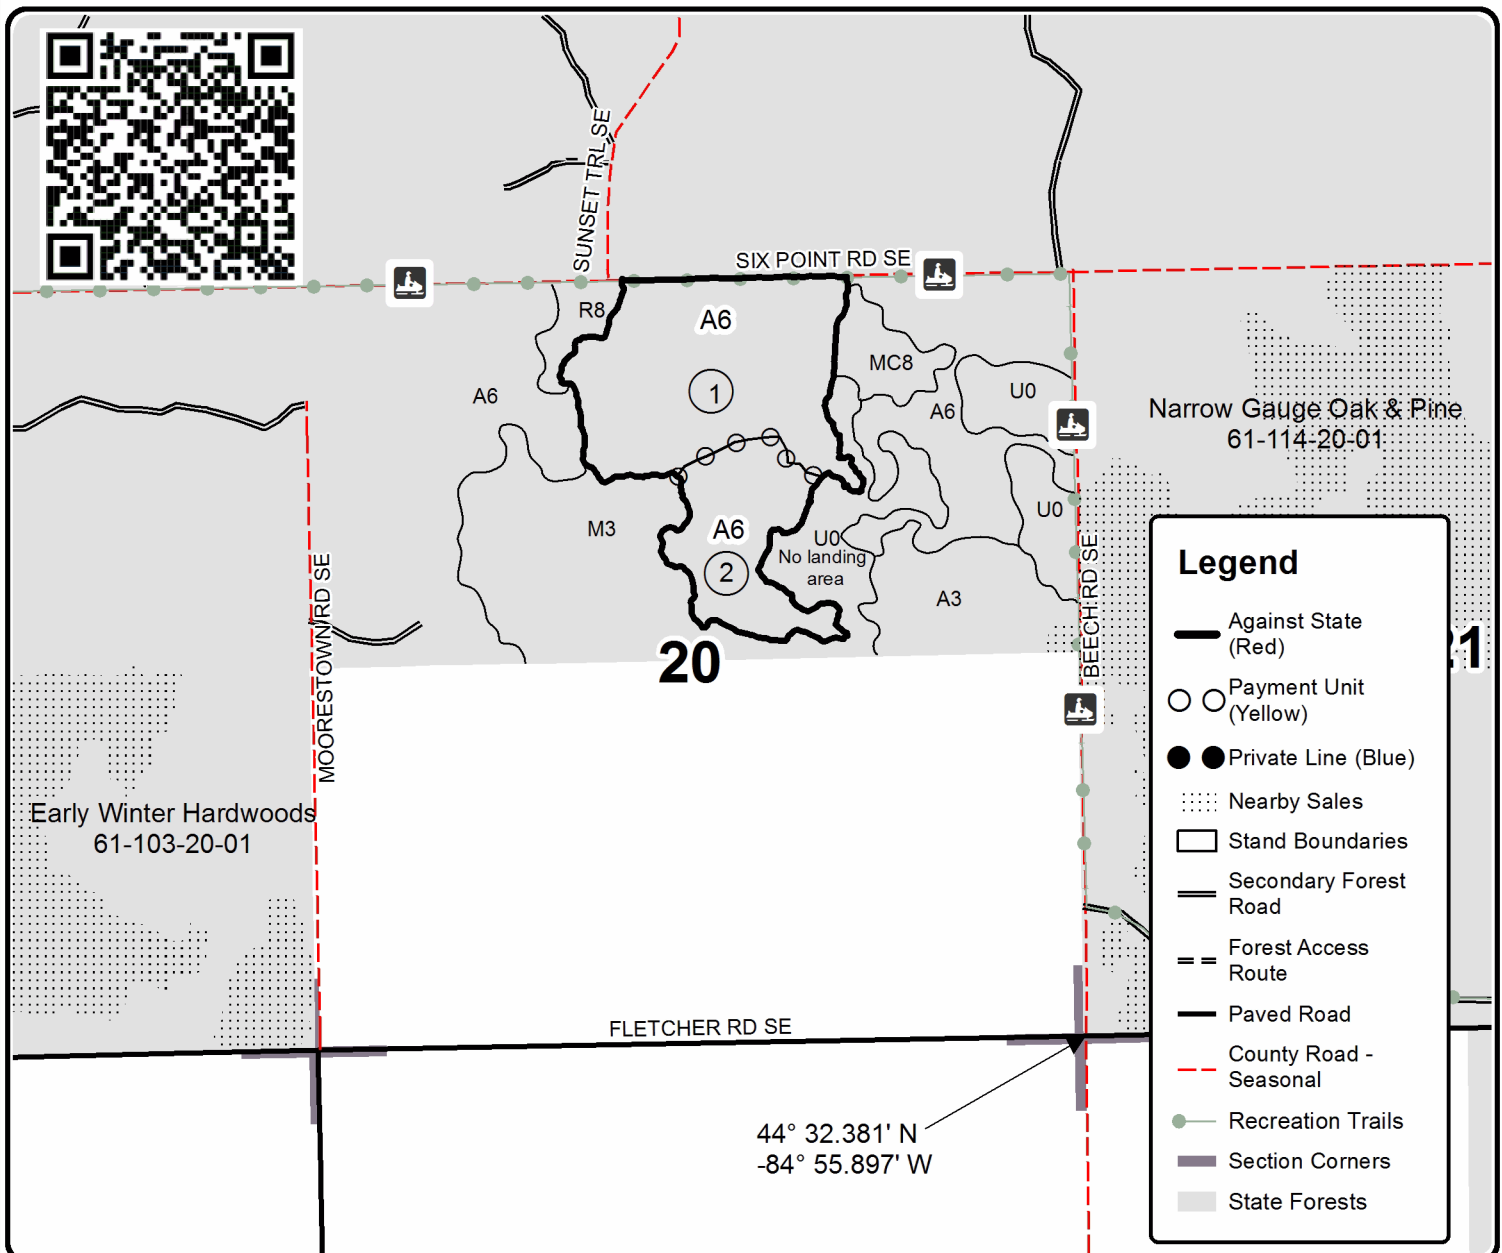 SUNSET TRL SE
SIX POINT RD SE
R8
A6
MC8
A6
1
A6
U0
Narrow Gauge Oak & Pine
61-114-20-01
M3
A6
2
U0
No landing
area
U0
A3
20
21
MOORESTOWN RD SE
BEECH RD SE
Early Winter Hardwoods
61-103-20-01
FLETCHER RD SE
44° 32.381' N
-84° 55.897' W
Legend
Against State
(Red)
Payment Unit
(Yellow)
Private Line (Blue)
Nearby Sales
Stand Boundaries
Secondary Forest
Road
Forest Access
Route
Paved Road
County Road -
Seasonal
Recreation Trails
Section Corners
State Forests